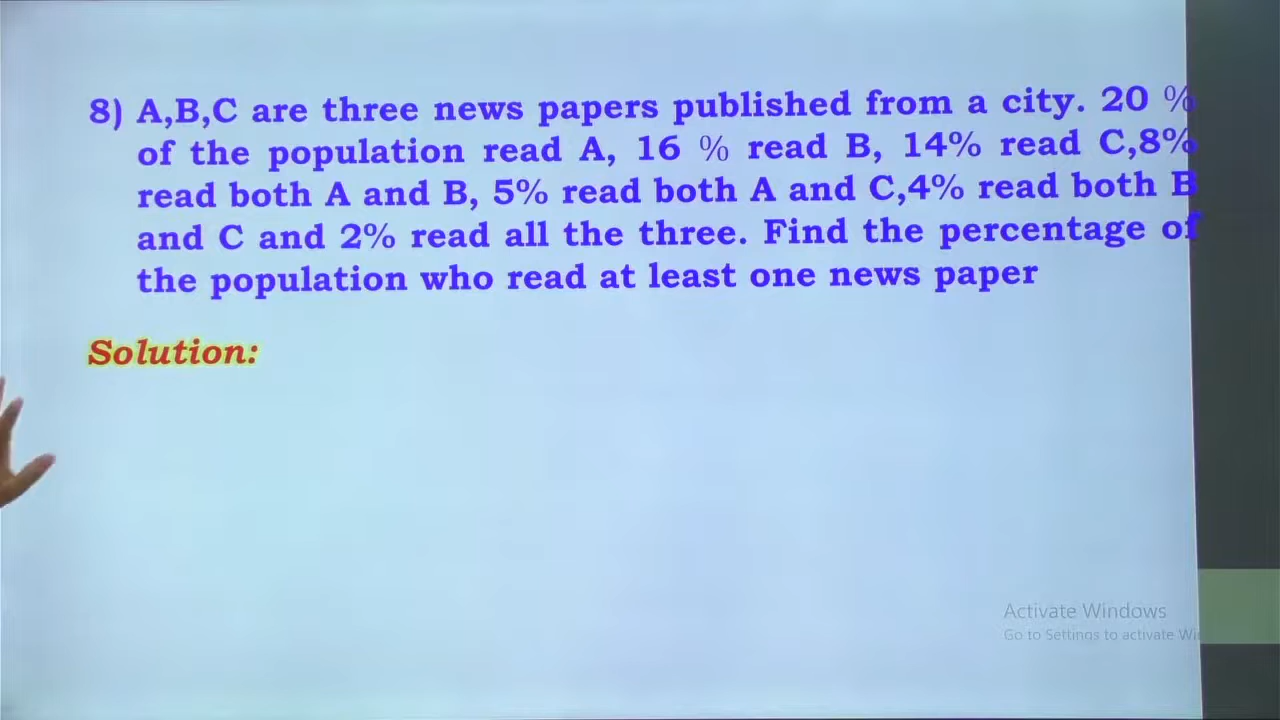 8) A,B,C are three news papers published from a city. 20 %
of the population read A, 16 % read B, 14% read C,8%
read both A and B, 5% read both A and C,4% read both B
and C and 2% read all the three. Find the percentage of
the population who read at least one news paper
Solution:
Activate Windows
Go to Settings to activate